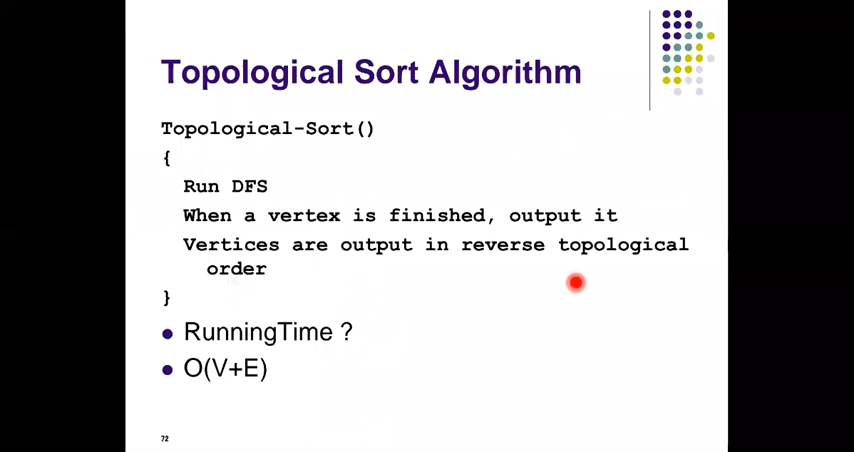 Topological Sort Algorithm
Topological-Sort()
{
Run DFS
When a vertex is finished, output it
Vertices are output in reverse topological
order
}
● RunningTime ?
● O(V+E)
72